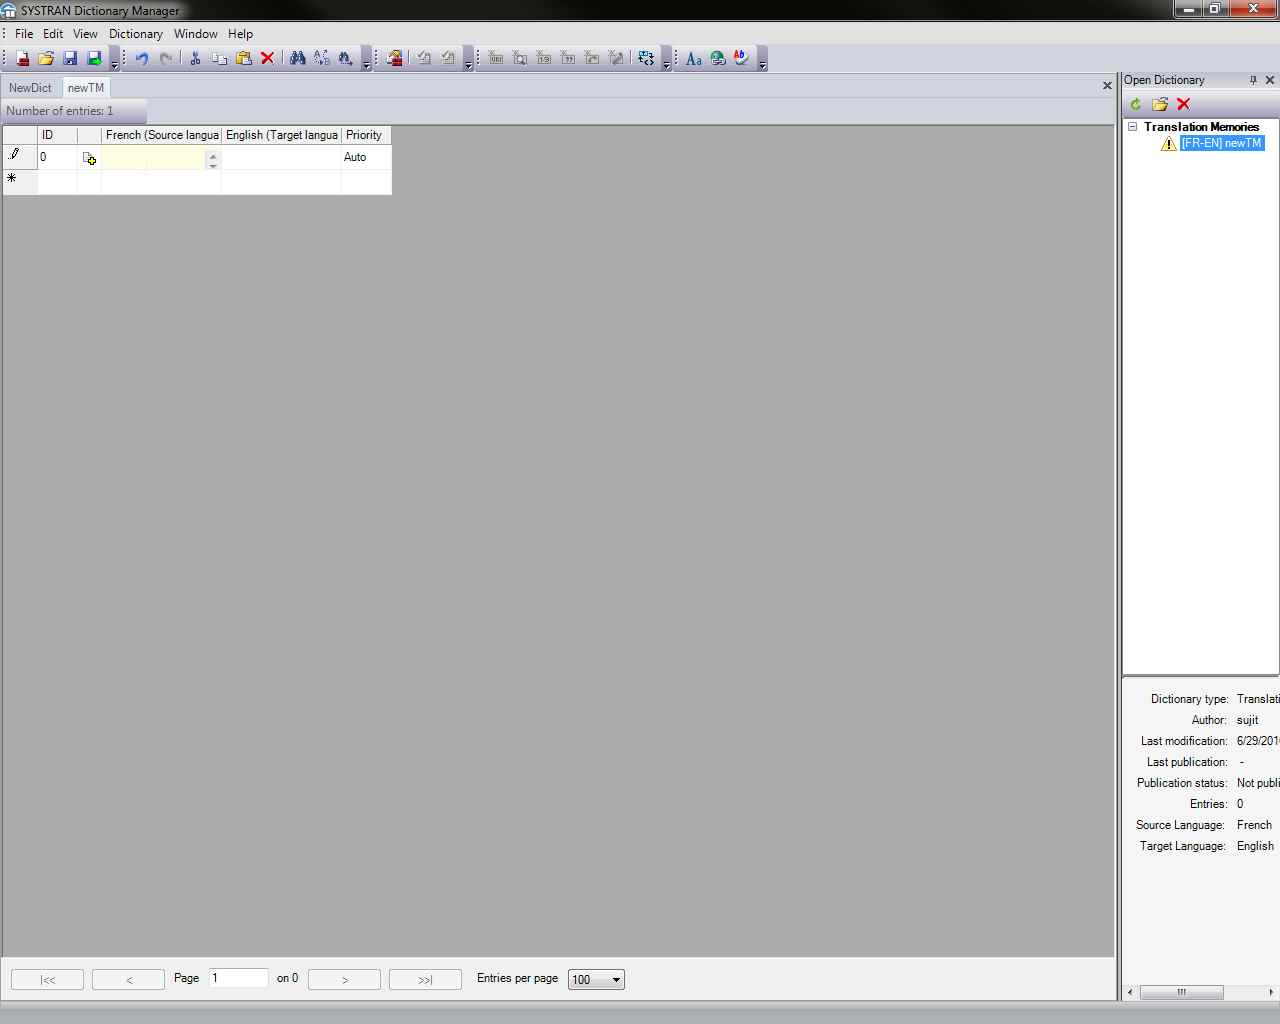 SYSTRAN Dictionary Manager
File Edit View Dictionary Window Help
NewDict newTM
Number of entries: 1
ID French (Source langua English (Target langua Priority
0 Auto
|<< < Page 1 on 0 > >>| Entries per page 100
Open Dictionary
Translation Memories
[FR-EN] newTM
Dictionary type: Translati
Author: sujit
Last modification: 6/29/201
Last publication: -
Publication status: Not publi
Entries: 0
Source Language: French
Target Language: English